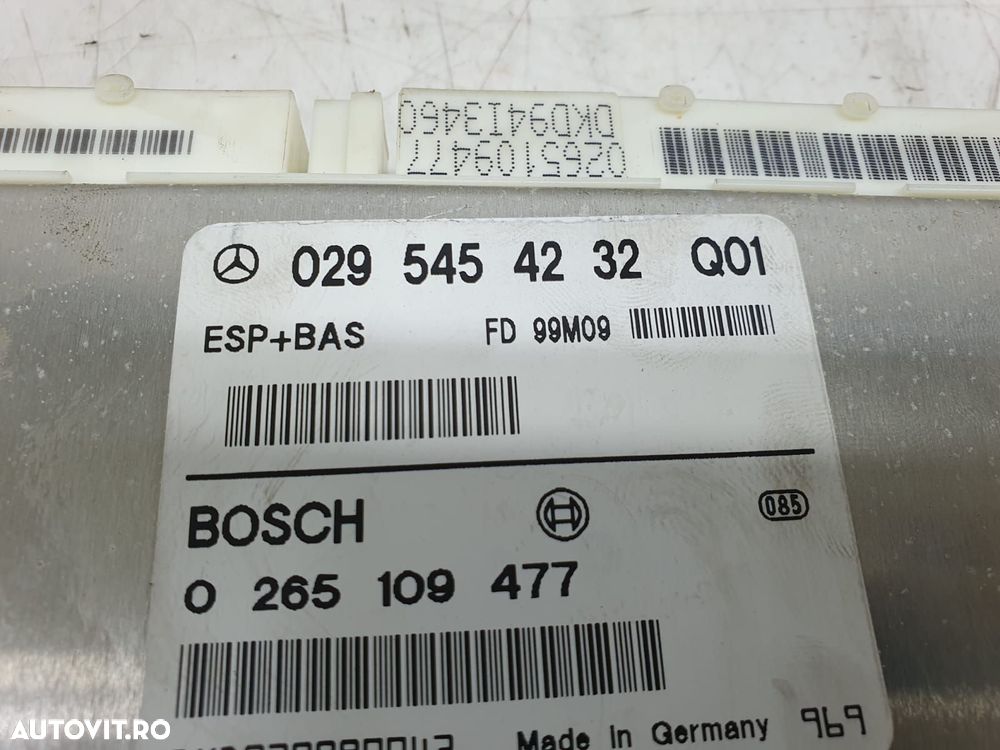 DKD94I3460
0265109477
029 545 42 32 Q01
ESP+BAS FD 99M09
BOSCH 085
0 265 109 477
Made in Germany 969
AUTOVIT.RO